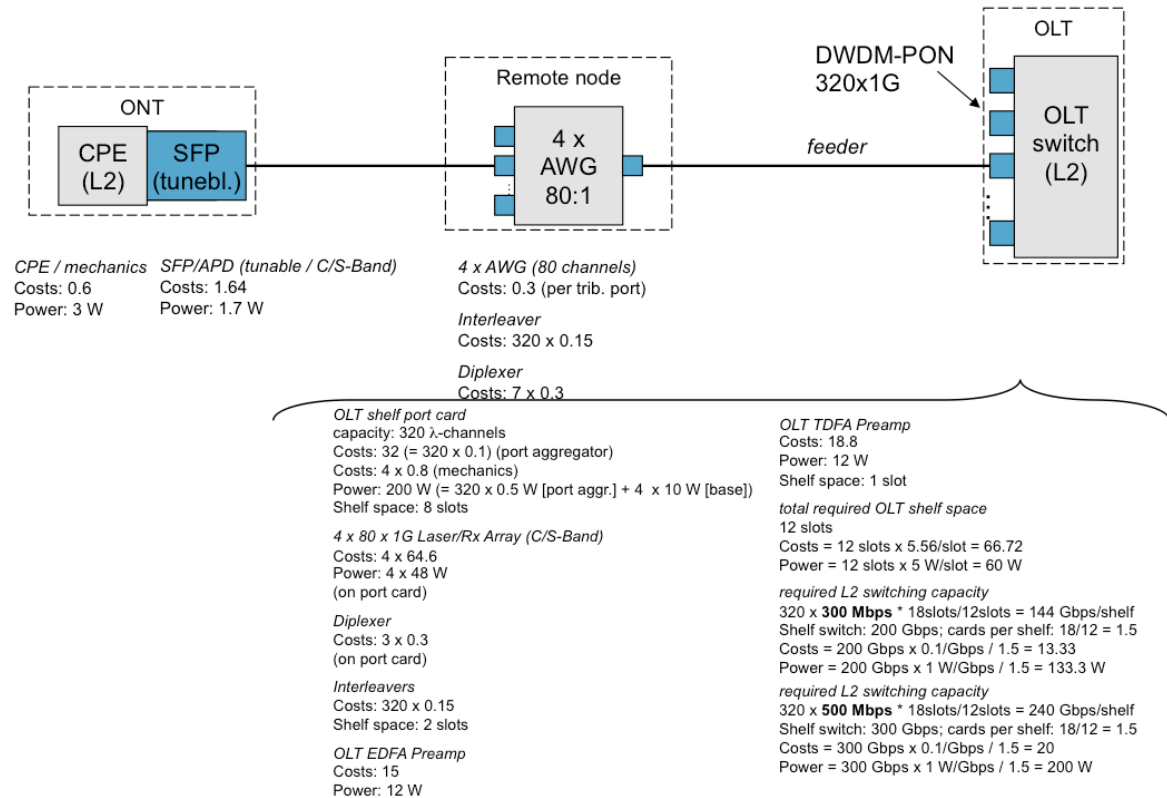 OLT
DWDM-PON
320x1G
Remote node
ONT
CPE
(L2)
SFP
(tunebl.)
4 x
AWG
80:1
feeder
OLT
switch
(L2)
CPE / mechanics
Costs: 0.6
Power: 3 W
SFP/APD (tunable / C/S-Band)
Costs: 1.64
Power: 1.7 W
4 x AWG (80 channels)
Costs: 0.3 (per trib. port)
Interleaver
Costs: 320 x 0.15
Diplexer
Costs: 7 x 0.3
OLT shelf port card
capacity: 320 λ-channels
Costs: 32 (= 320 x 0.1) (port aggregator)
Costs: 4 x 0.8 (mechanics)
Power: 200 W (= 320 x 0.5 W [port aggr.] + 4 x 10 W [base])
Shelf space: 8 slots
4 x 80 x 1G Laser/Rx Array (C/S-Band)
Costs: 4 x 64.6
Power: 4 x 48 W
(on port card)
Diplexer
Costs: 3 x 0.3
(on port card)
Interleavers
Costs: 320 x 0.15
Shelf space: 2 slots
OLT EDFA Preamp
Costs: 15
Power: 12 W
OLT TDFA Preamp
Costs: 18.8
Power: 12 W
Shelf space: 1 slot
total required OLT shelf space
12 slots
Costs = 12 slots x 5.56/slot = 66.72
Power = 12 slots x 5 W/slot = 60 W
required L2 switching capacity
320 x 300 Mbps * 18slots/12slots = 144 Gbps/shelf
Shelf switch: 200 Gbps; cards per shelf: 18/12 = 1.5
Costs = 200 Gbps x 0.1/Gbps / 1.5 = 13.33
Power = 200 Gbps x 1 W/Gbps / 1.5 = 133.3 W
required L2 switching capacity
320 x 500 Mbps * 18slots/12slots = 240 Gbps/shelf
Shelf switch: 300 Gbps; cards per shelf: 18/12 = 1.5
Costs = 300 Gbps x 0.1/Gbps / 1.5 = 20
Power = 300 Gbps x 1 W/Gbps / 1.5 = 200 W